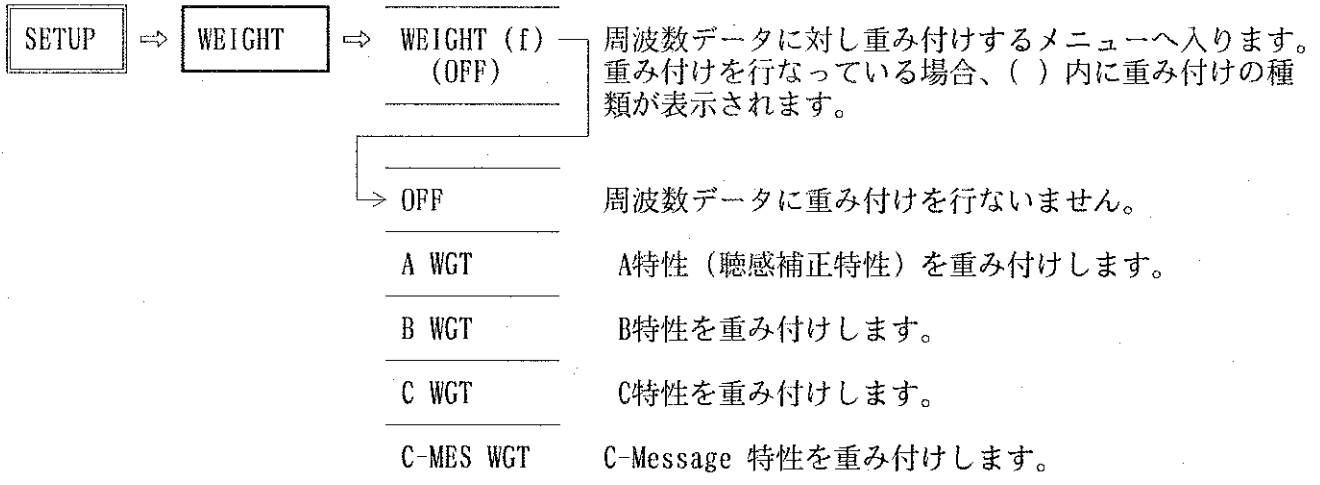 SETUP ⇨ WEIGHT ⇨ WEIGHT (f) 周波数データに対し重み付けするメニューへ入ります。
(OFF) 重み付けを行なっている場合、( ) 内に重み付けの種
類が表示されます。
OFF 周波数データに重み付けを行ないません。
A WGT A特性（聴感補正特性）を重み付けします。
B WGT B特性を重み付けします。
C WGT C特性を重み付けします。
C-MES WGT C-Message 特性を重み付けします。